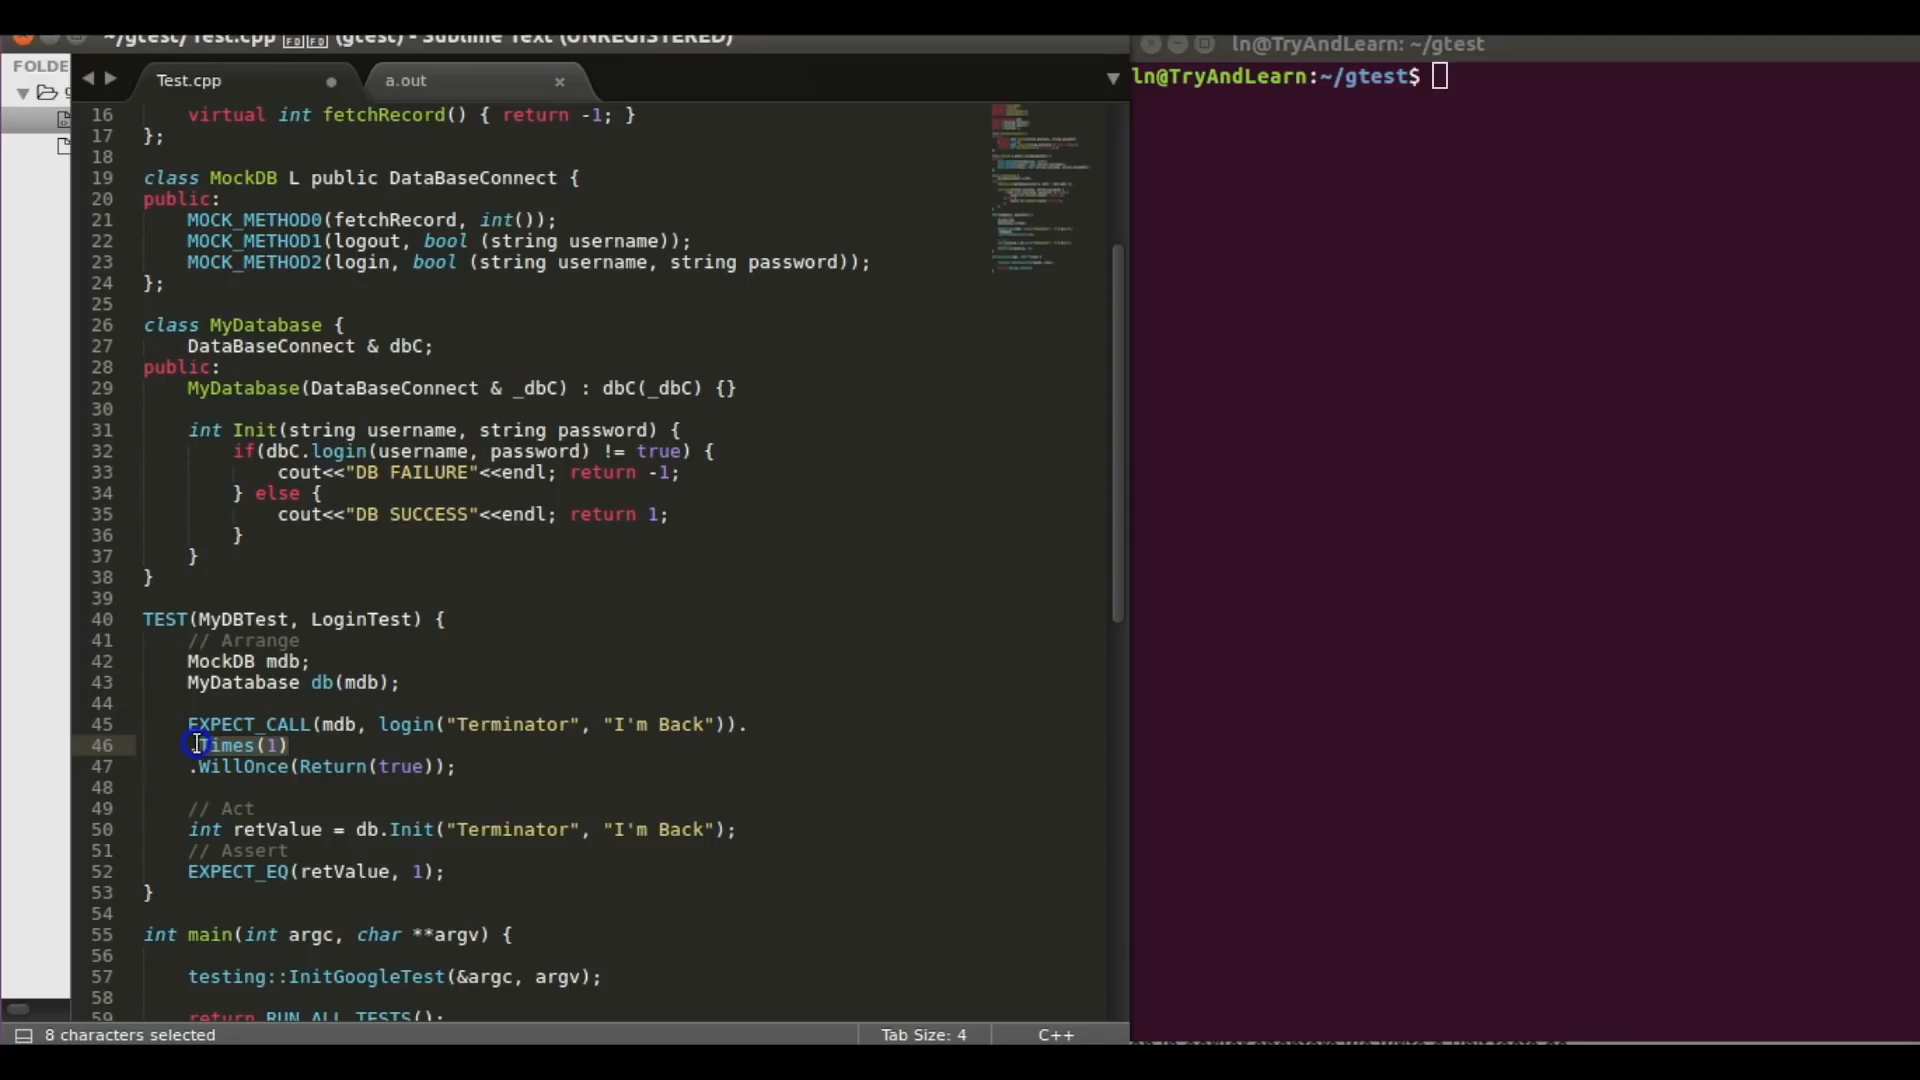 ~/gtest/Test.cpp (gtest) - Sublime Text (UNREGISTERED)
FOLDE
Test.cpp
a.out
16 virtual int fetchRecord() { return -1; }
17 };
18
19 class MockDB L public DataBaseConnect {
20 public:
21 MOCK_METHOD0(fetchRecord, int());
22 MOCK_METHOD1(logout, bool (string username));
23 MOCK_METHOD2(login, bool (string username, string password));
24 };
25
26 class MyDatabase {
27 DataBaseConnect & dbC;
28 public:
29 MyDatabase(DataBaseConnect & _dbC) : dbC(_dbC) {}
30
31 int Init(string username, string password) {
32 if(dbC.login(username, password) != true) {
33 cout<<"DB FAILURE"<<endl; return -1;
34 } else {
35 cout<<"DB SUCCESS"<<endl; return 1;
36 }
37 }
38 }
39
40 TEST(MyDBTest, LoginTest) {
41 // Arrange
42 MockDB mdb;
43 MyDatabase db(mdb);
44
45 EXPECT_CALL(mdb, login("Terminator", "I'm Back")).
46 .Times(1)
47 .WillOnce(Return(true));
48
49 // Act
50 int retValue = db.Init("Terminator", "I'm Back");
51 // Assert
52 EXPECT_EQ(retValue, 1);
53 }
54
55 int main(int argc, char **argv) {
56
57 testing::InitGoogleTest(&argc, argv);
58
59 return RUN_ALL_TESTS();
8 characters selected
Tab Size: 4
C++
ln@TryAndLearn: ~/gtest
ln@TryAndLearn:~/gtest$